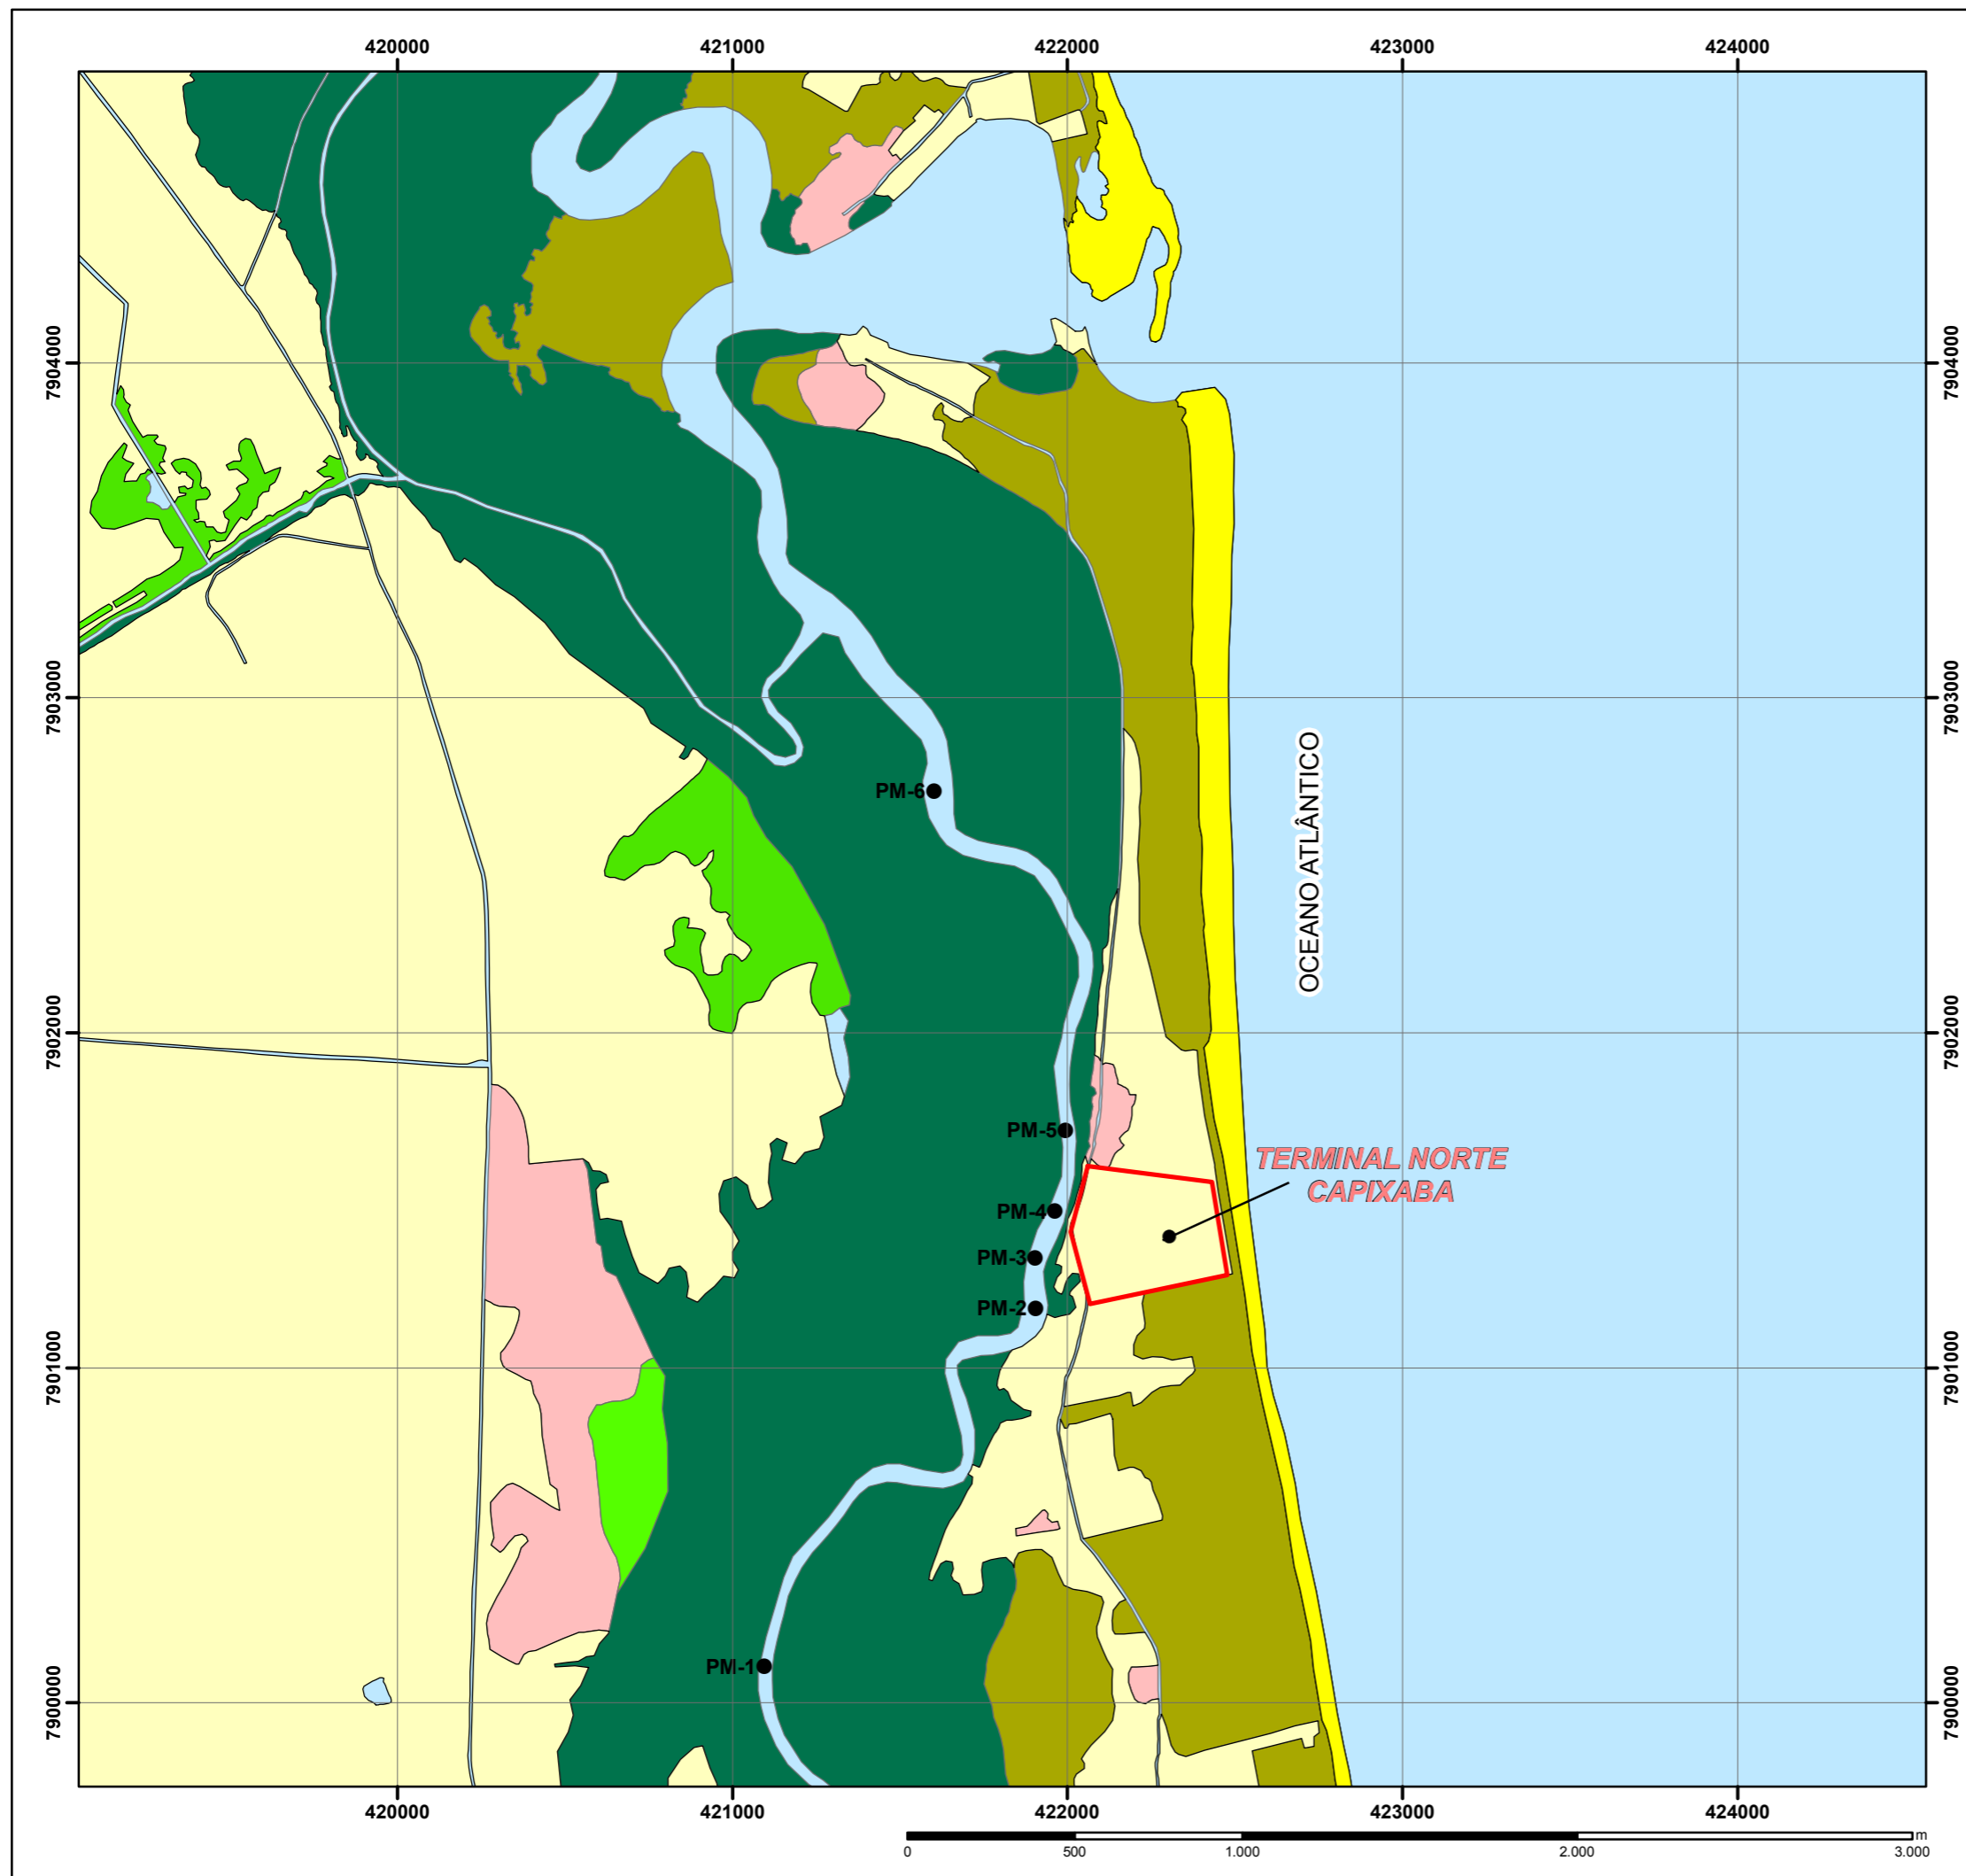 420000 421000 422000 423000 424000
7904000 7904000
7903000 7903000
OCEANO ATLÂNTICO
PM-6
7902000 7902000
PM-5
TERMINAL NORTE
CAPIXABA
PM-4
PM-3
PM-2
7901000 7901000
PM-1
7900000 7900000
420000 421000 422000 423000 424000
m
0 500 1.000 2.000 3.000